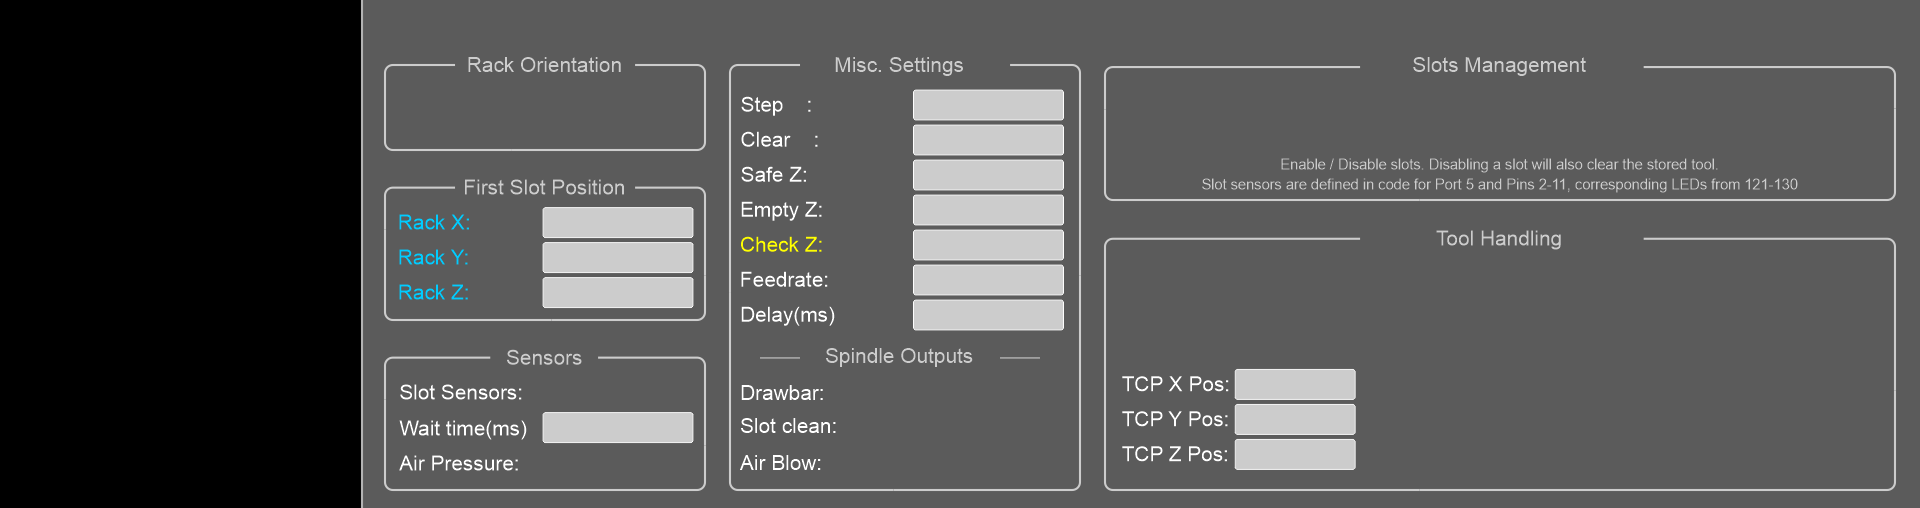 Rack Orientation
First Slot Position
Rack X:
Rack Y:
Rack Z:
Sensors
Slot Sensors:
Wait time(ms)
Air Pressure:
Misc. Settings
Step :
Clear :
Safe Z:
Empty Z:
Check Z:
Feedrate:
Delay(ms)
Spindle Outputs
Drawbar:
Slot clean:
Air Blow:
Slots Management
Enable / Disable slots. Disabling a slot will also clear the stored tool.
Slot sensors are defined in code for Port 5 and Pins 2-11, corresponding LEDs from 121-130
Tool Handling
TCP X Pos:
TCP Y Pos:
TCP Z Pos: